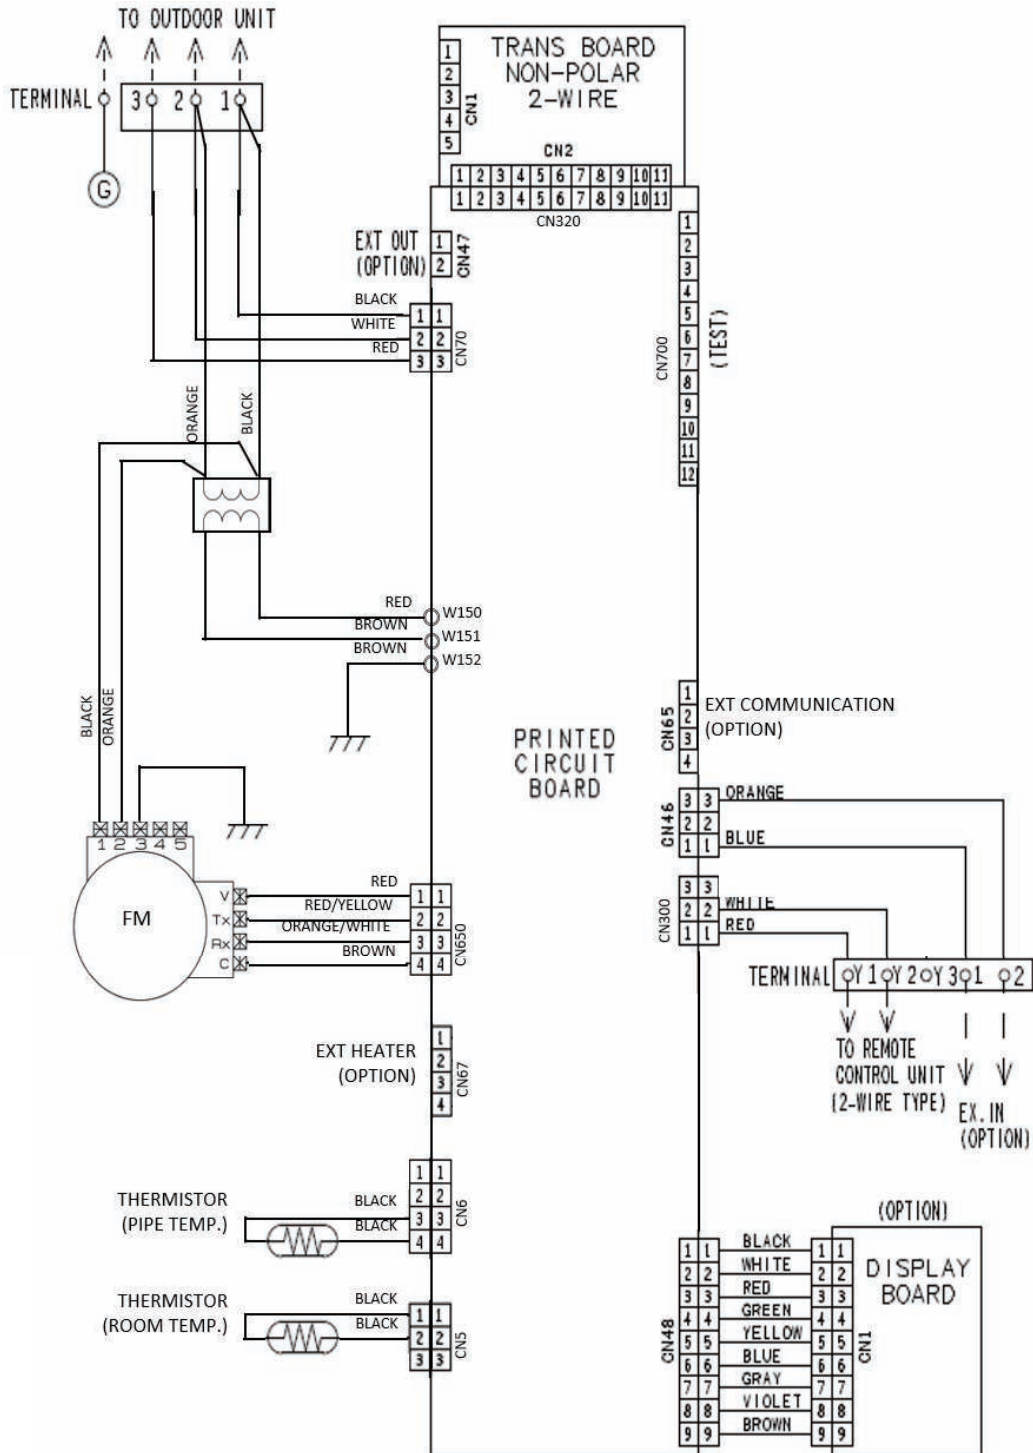 TO OUTDOOR UNIT
TERMINAL
3 2 1
G
TRANS BOARD
NON-POLAR
2-WIRE
1
2
3
4
5
CN1
CN2
1 2 3 4 5 6 7 8 9 10 11
1 2 3 4 5 6 7 8 9 10 11
CN320
EXT OUT
(OPTION)
1
2
CN47
BLACK
WHITE
RED
1 1
2 2
3 3
CN70
1
2
3
4
5
6
7
8
9
10
11
12
CN700
(TEST)
ORANGE
BLACK
RED
BROWN
BROWN
W150
W151
W152
BLACK
ORANGE
PRINTED
CIRCUIT
BOARD
1
2
3
4
CN65
EXT COMMUNICATION
(OPTION)
3 3
2 2
1 1
CN46
ORANGE
BLUE
3 3
2 2
1 1
CN300
WHITE
RED
TERMINAL
Y1 Y2 Y3 1 2
TO REMOTE
CONTROL UNIT
(2-WIRE TYPE)
EX.IN
(OPTION)
1 2 3 4 5
FM
V
Tx
Rx
C
RED
RED/YELLOW
ORANGE/WHITE
BROWN
1 1
2 2
3 3
4 4
CN650
EXT HEATER
(OPTION)
1
2
3
4
CN67
THERMISTOR
(PIPE TEMP.)
BLACK
BLACK
1 1
2 2
3 3
4 4
CN6
THERMISTOR
(ROOM TEMP.)
BLACK
BLACK
1 1
2 2
3 3
CN5
(OPTION)
DISPLAY
BOARD
CN48
1 1
2 2
3 3
4 4
5 5
6 6
7 7
8 8
9 9
BLACK
WHITE
RED
GREEN
YELLOW
BLUE
GRAY
VIOLET
BROWN
1 1
2 2
3 3
4 4
5 5
6 6
7 7
8 8
9 9
CN1